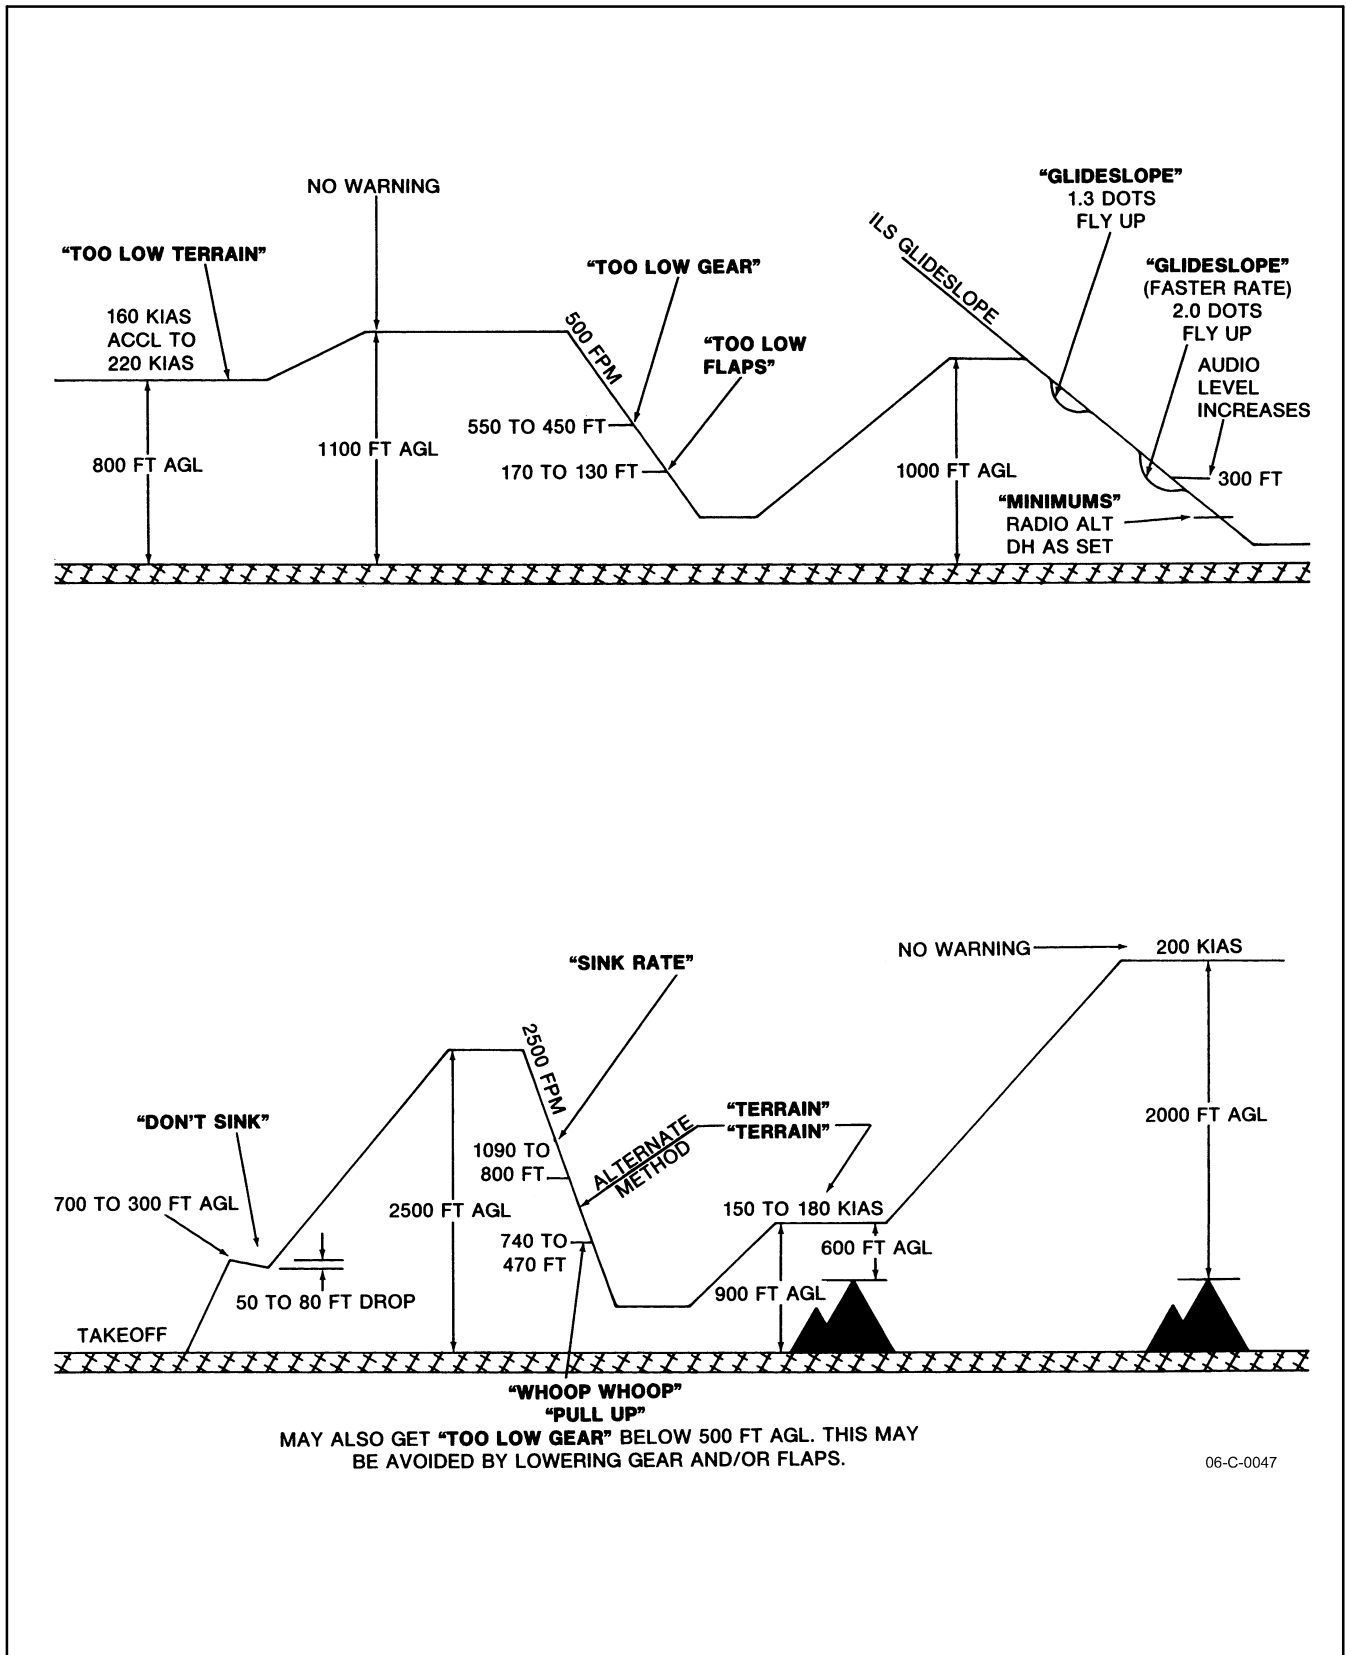 NO WARNING
“TOO LOW TERRAIN”
160 KIAS
ACCL TO
220 KIAS
800 FT AGL
1100 FT AGL
500 FPM
“TOO LOW GEAR”
“TOO LOW
FLAPS”
550 TO 450 FT
170 TO 130 FT
ILS GLIDESLOPE
1000 FT AGL
“GLIDESLOPE”
1.3 DOTS
FLY UP
“GLIDESLOPE”
(FASTER RATE)
2.0 DOTS
FLY UP
AUDIO
LEVEL
INCREASES
300 FT
“MINIMUMS”
RADIO ALT
DH AS SET
TAKEOFF
700 TO 300 FT AGL
“DON'T SINK”
50 TO 80 FT DROP
2500 FT AGL
2500 FPM
“SINK RATE”
1090 TO
800 FT
740 TO
470 FT
ALTERNATE
METHOD
“TERRAIN”
“TERRAIN”
150 TO 180 KIAS
600 FT AGL
900 FT AGL
NO WARNING
200 KIAS
2000 FT AGL
“WHOOP WHOOP”
“PULL UP”
MAY ALSO GET “TOO LOW GEAR” BELOW 500 FT AGL. THIS MAY
BE AVOIDED BY LOWERING GEAR AND/OR FLAPS.
06-C-0047